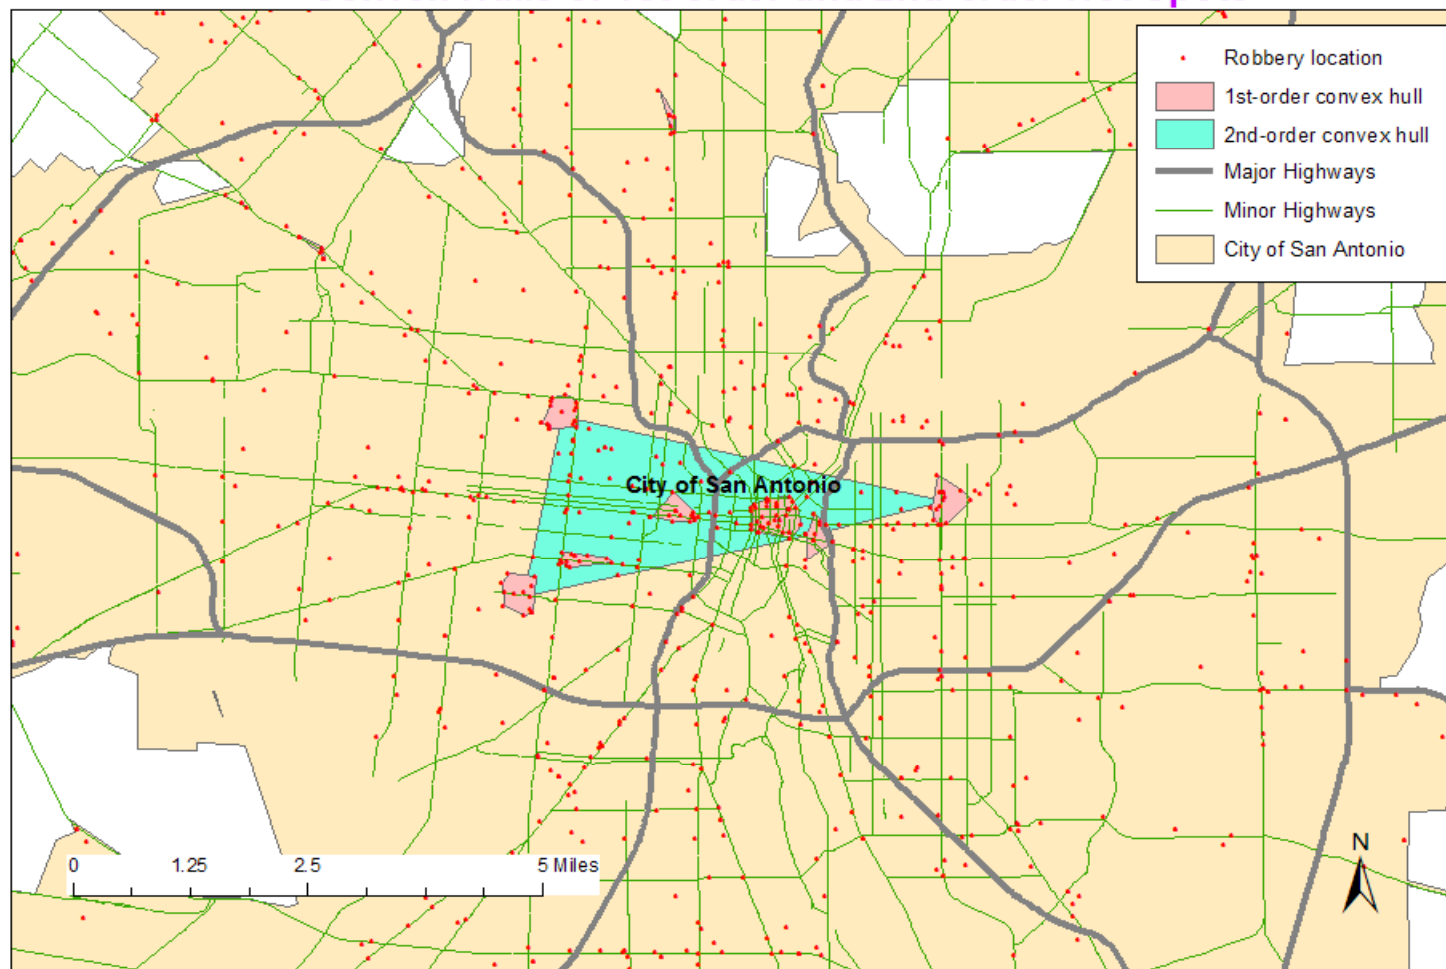 Robbery location
1st-order convex hull
2nd-order convex hull
Major Highways
Minor Highways
City of San Antonio
City of San Antonio
0 1.25 2.5 5 Miles
N